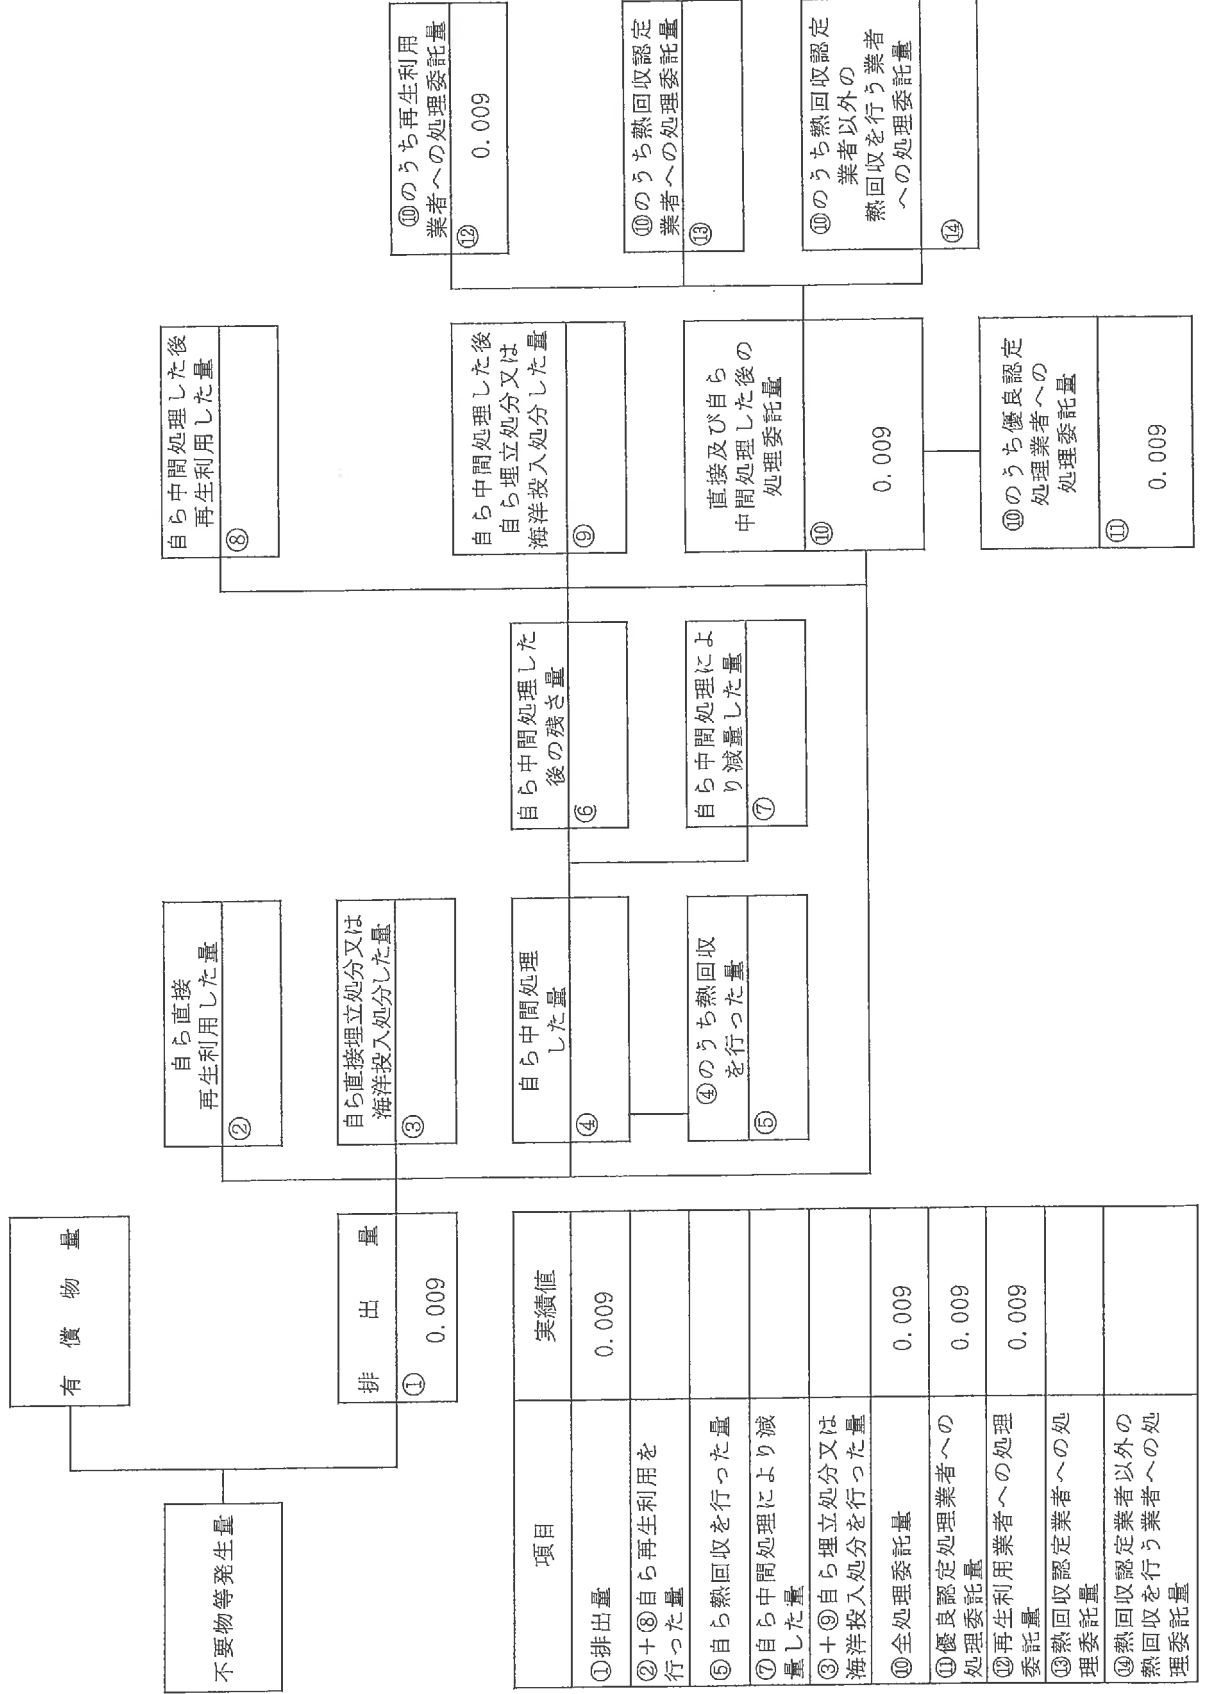 不要物等発生量
有償物量
排出量
①
0.009
自ら直接
再生利用した量
②
自ら直接埋立処分又は
海洋投入処分した量
③
自ら中間処理
した量
④
④のうち熱回収
を行った量
⑤
自ら中間処理した
後の残さ量
⑥
自ら中間処理によ
り減量した量
⑦
自ら中間処理した後
再生利用した量
⑧
自ら中間処理した後
自ら埋立処分又は
海洋投入処分した量
⑨
直接及び自ら
中間処理した後の
処理委託量
⑩
0.009
⑩のうち優良認定
処理業者への
処理委託量
⑪
0.009
⑩のうち再生利用
業者への処理委託量
⑫
0.009
⑩のうち熱回収認定
業者への処理委託量
⑬
⑩のうち熱回収認定
業者以外の
熱回収を行う業者
への処理委託量
⑭
項目 実績値
①排出量 0.009
②+⑧自ら再生利用を
行った量
⑤自ら熱回収を行った量
⑦自ら中間処理により減
量した量
③+⑨自ら埋立処分又は
海洋投入処分を行った量
⑩全処理委託量 0.009
⑪優良認定処理業者への
処理委託量 0.009
⑫再生利用業者への処理
委託量 0.009
⑬熱回収認定業者への処
理委託量
⑭熱回収認定業者以外の
熱回収を行う業者への処
理委託量